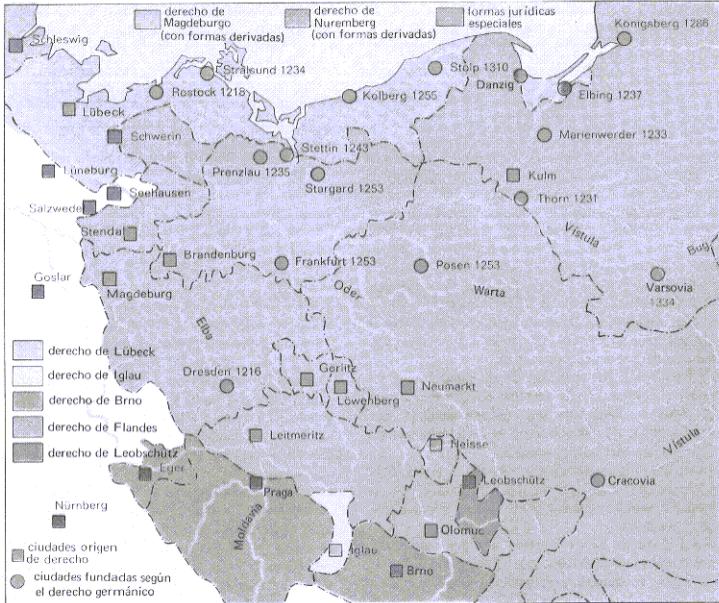 derecho de
Magdeburgo
(con formas derivadas)
derecho de
Nuremberg
(con formas derivadas)
formas jurídicas
especiales
Königsberg 1286
Schleswig
Stralsund 1234
Stolp 1310
Danzig
Rostock 1218
Kolberg 1255
Elbing 1237
Lübeck
Schwerin
Marienwerder 1233
Stettin 1243
Lüneburg
Prenzlau 1235
Kulm
Seehausen
Stargard 1253
Thorn 1231
Salzwedel
Stendal
Vístula
Bug
Brandenburg
Frankfurt 1253
Posen 1253
Goslar
Magdeburg
Oder
Warta
Varsovia
1334
Elba
derecho de Lübeck
derecho de Iglau
derecho de Brno
derecho de Flandes
derecho de Leobschütz
Dresden 1216
Görlitz
Löwenberg
Neumarkt
Leitmeritz
Neisse
Vístula
Eger
Praga
Leobschütz
Cracovia
Nürnberg
Moldavia
Olomuc
Iglau
Brno
ciudades origen
de derecho
ciudades fundadas según
el derecho germánico